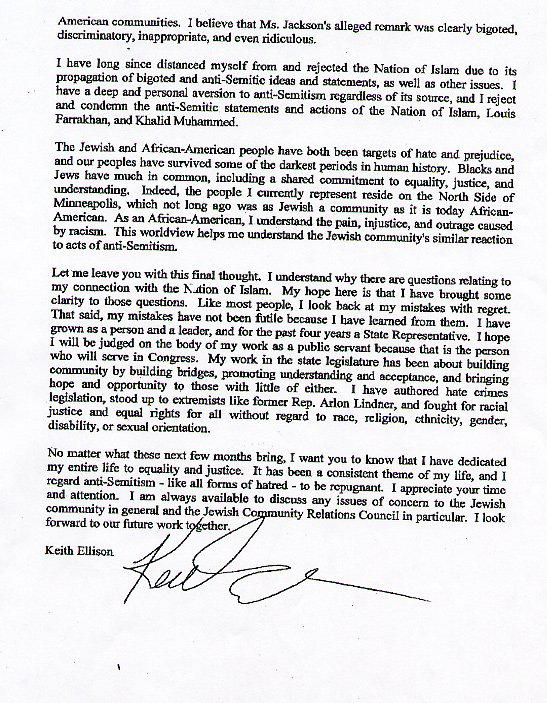 American communities. I believe that Ms. Jackson's alleged remark was clearly bigoted,
discriminatory, inappropriate, and even ridiculous.
I have long since distanced myself from and rejected the Nation of Islam due to its
propagation of bigoted and anti-Semitic ideas and statements, as well as other issues. I
have a deep and personal aversion to anti-Semitism regardless of its source, and I reject
and condemn the anti-Semitic statements and actions of the Nation of Islam, Louis
Farrakhan, and Khalid Muhammed.
The Jewish and African-American people have both been targets of hate and prejudice,
and our peoples have survived some of the darkest periods in human history. Blacks and
Jews have much in common, including a shared commitment to equality, justice, and
understanding. Indeed, the people I currently represent reside on the North Side of
Minneapolis, which not long ago was as Jewish a community as it is today African-
American. As an African-American, I understand the pain, injustice, and outrage caused
by racism. This worldview helps me understand the Jewish community's similar reaction
to acts of anti-Semitism.
Let me leave you with this final thought. I understand why there are questions relating to
my connection with the Nation of Islam. My hope here is that I have brought some
clarity to those questions. Like most people, I look back at my mistakes with regret.
That said, my mistakes have not been futile because I have learned from them. I have
grown as a person and a leader, and for the past four years a State Representative. I hope
I will be judged on the body of my work as a public servant because that is the person
who will serve in Congress. My work in the state legislature has been about building
community by building bridges, promoting understanding and acceptance, and bringing
hope and opportunity to those with little of either. I have authored hate crimes
legislation, stood up to extremists like former Rep. Arlon Lindner, and fought for racial
justice and equal rights for all without regard to race, religion, ethnicity, gender,
disability, or sexual orientation.
No matter what these next few months bring, I want you to know that I have dedicated
my entire life to equality and justice. It has been a consistent theme of my life, and I
regard anti-Semitism - like all forms of hatred - to be repugnant. I appreciate your time
and attention. I am always available to discuss any issues of concern to the Jewish
community in general and the Jewish Community Relations Council in particular. I look
forward to our future work together.
Keith Ellison